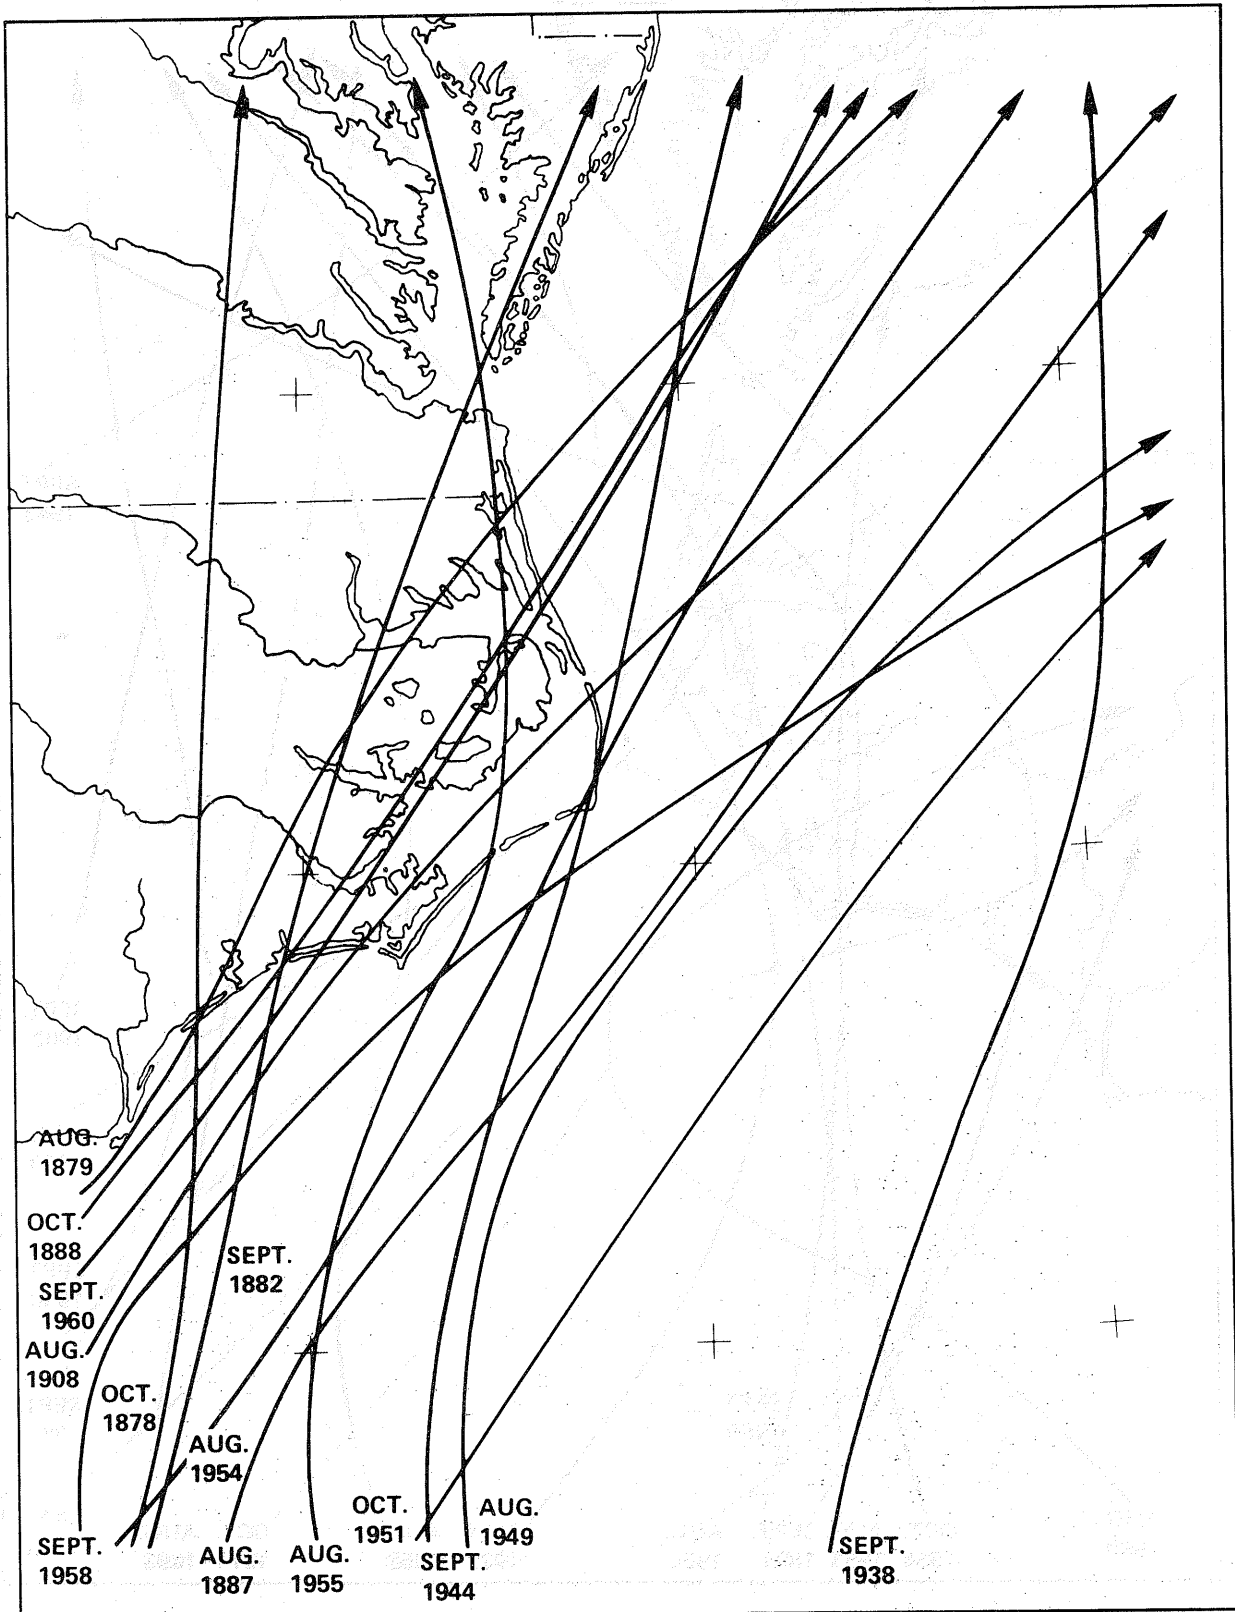 AUG.
1879
OCT.
1888
SEPT.
1960
AUG.
1908
SEPT.
1882
OCT.
1878
AUG.
1954
SEPT.
1958
AUG.
1887
AUG.
1955
OCT.
1951
SEPT.
1944
AUG.
1949
SEPT.
1938